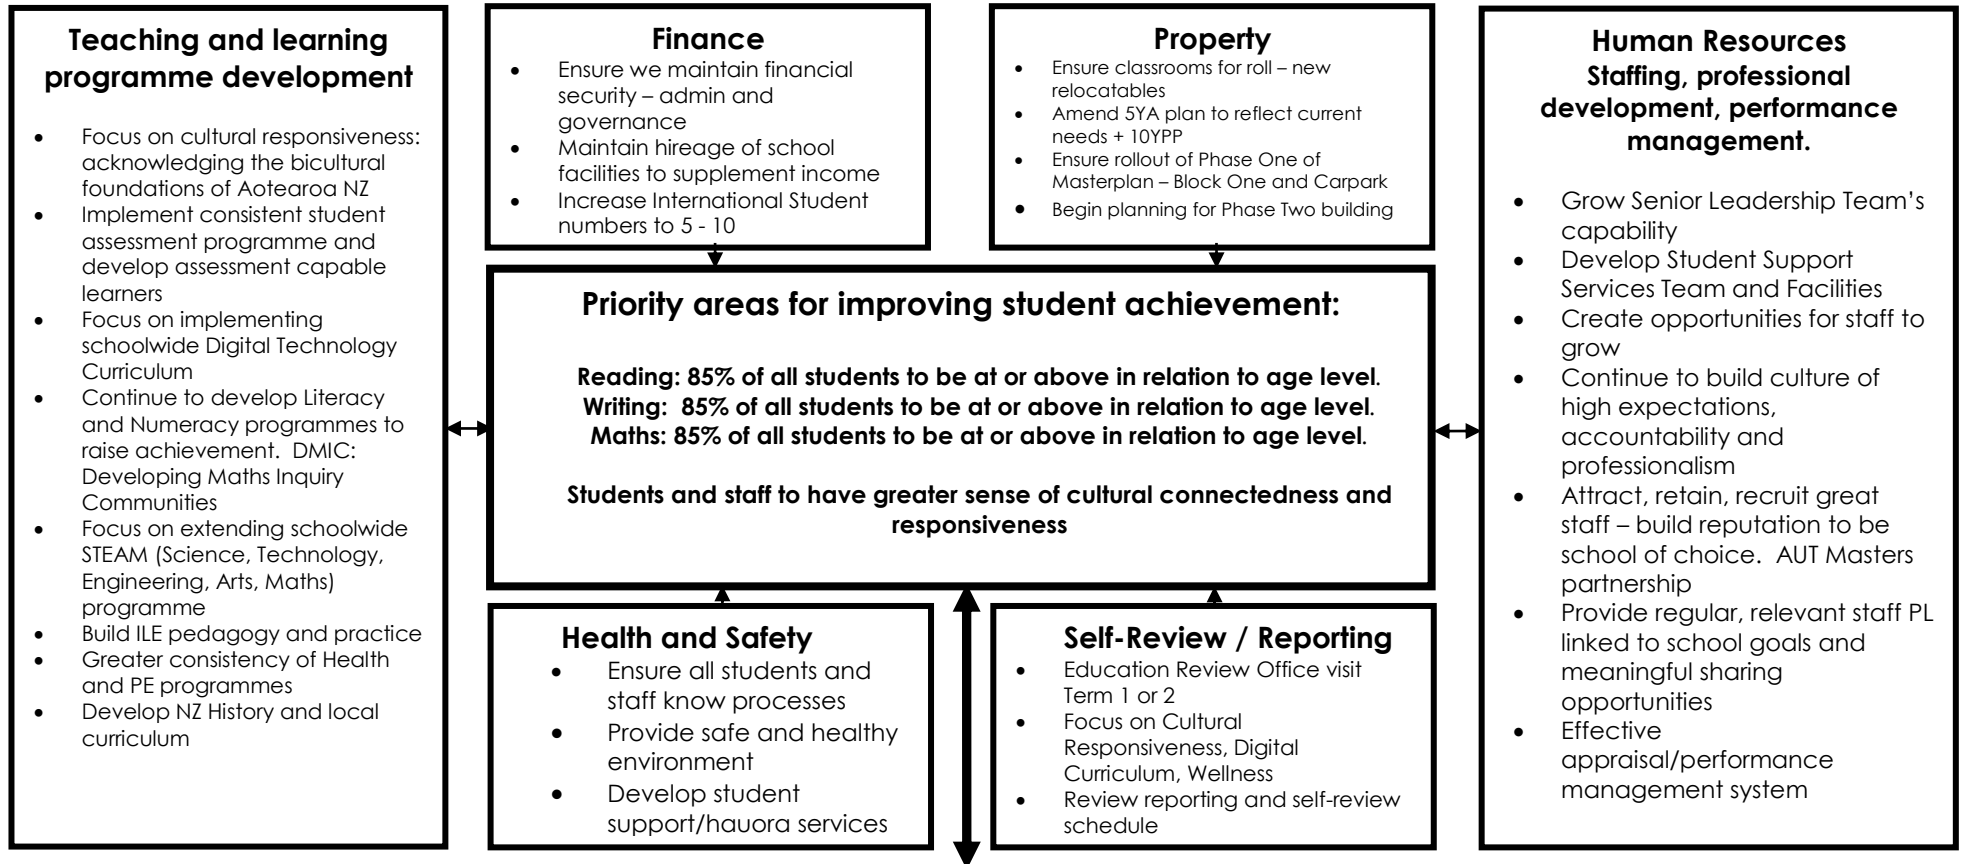 Teaching and learning
programme development
• Focus on cultural responsiveness:
acknowledging the bicultural
foundations of Aotearoa NZ
• Implement consistent student
assessment programme and
develop assessment capable
learners
• Focus on implementing
schoolwide Digital Technology
Curriculum
• Continue to develop Literacy
and Numeracy programmes to
raise achievement.  DMIC:
Developing Maths Inquiry
Communities
• Focus on extending schoolwide
STEAM (Science, Technology,
Engineering, Arts, Maths)
programme
• Build ILE pedagogy and practice
• Greater consistency of Health
and PE programmes
• Develop NZ History and local
curriculum
Finance
• Ensure we maintain financial
security – admin and
governance
• Maintain hireage of school
facilities to supplement income
• Increase International Student
numbers to 5 - 10
Property
• Ensure classrooms for roll – new
relocatables
• Amend 5YA plan to reflect current
needs + 10YPP
• Ensure rollout of Phase One of
Masterplan – Block One and Carpark
• Begin planning for Phase Two building
Priority areas for improving student achievement:
Reading: 85% of all students to be at or above in relation to age level.
Writing:  85% of all students to be at or above in relation to age level.
Maths: 85% of all students to be at or above in relation to age level.
Students and staff to have greater sense of cultural connectedness and
responsiveness
Health and Safety
• Ensure all students and
staff know processes
• Provide safe and healthy
environment
• Develop student
support/hauora services
Self-Review / Reporting
• Education Review Office visit
Term 1 or 2
• Focus on Cultural
Responsiveness, Digital
Curriculum, Wellness
• Review reporting and self-review
schedule
Human Resources
Staffing, professional
development, performance
management.
• Grow Senior Leadership Team’s
capability
• Develop Student Support
Services Team and Facilities
• Create opportunities for staff to
grow
• Continue to build culture of
high expectations,
accountability and
professionalism
• Attract, retain, recruit great
staff – build reputation to be
school of choice.  AUT Masters
partnership
• Provide regular, relevant staff PL
linked to school goals and
meaningful sharing
opportunities
• Effective
appraisal/performance
management system